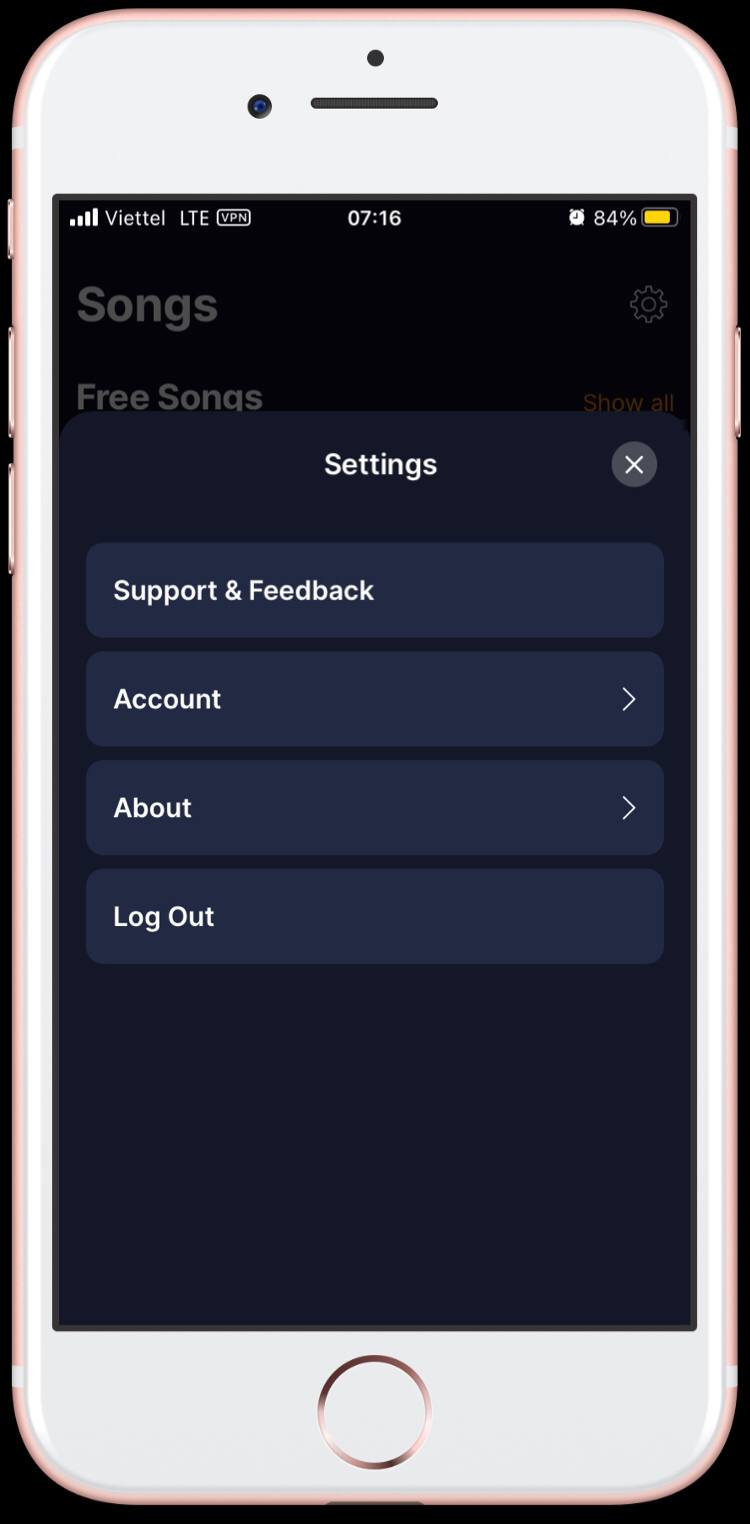 Viettel LTE VPN 07:16 84%
Songs
Free Songs Show all
Settings
Support & Feedback
Account
About
Log Out